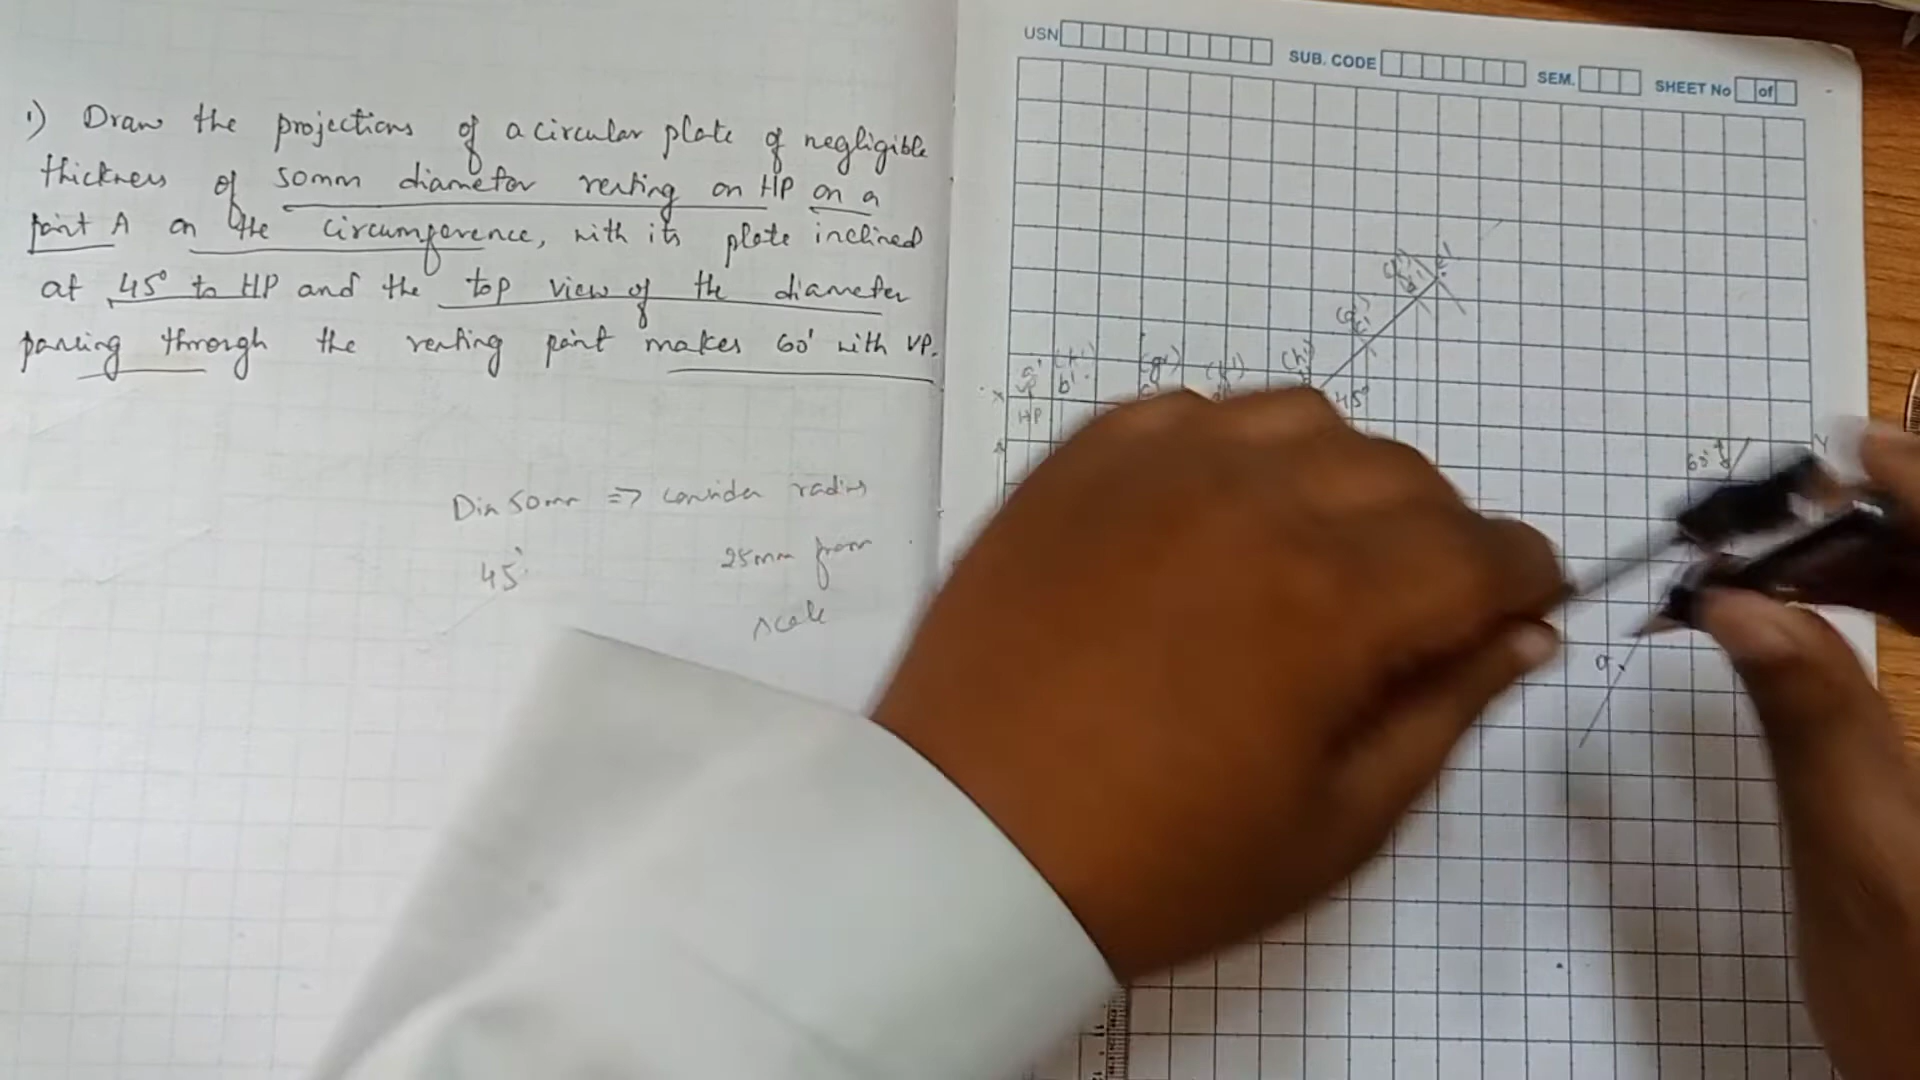 1) Draw the projections of a circular plate of negligible
thickness of 50mm diameter resting on HP on a
point A on the circumference, with its plate inclined
at 45° to HP and the top view of the diameter
passing through the resting point makes 60° with VP.
Dia 50mm => consider radius
45°
25mm from
scale
USN
SUB. CODE
SEM.
SHEET No of
e'
(g')
c'
(h')
45°
a' (h')
VP b'
(g')
c'
X
HP
Y
60°
a
11